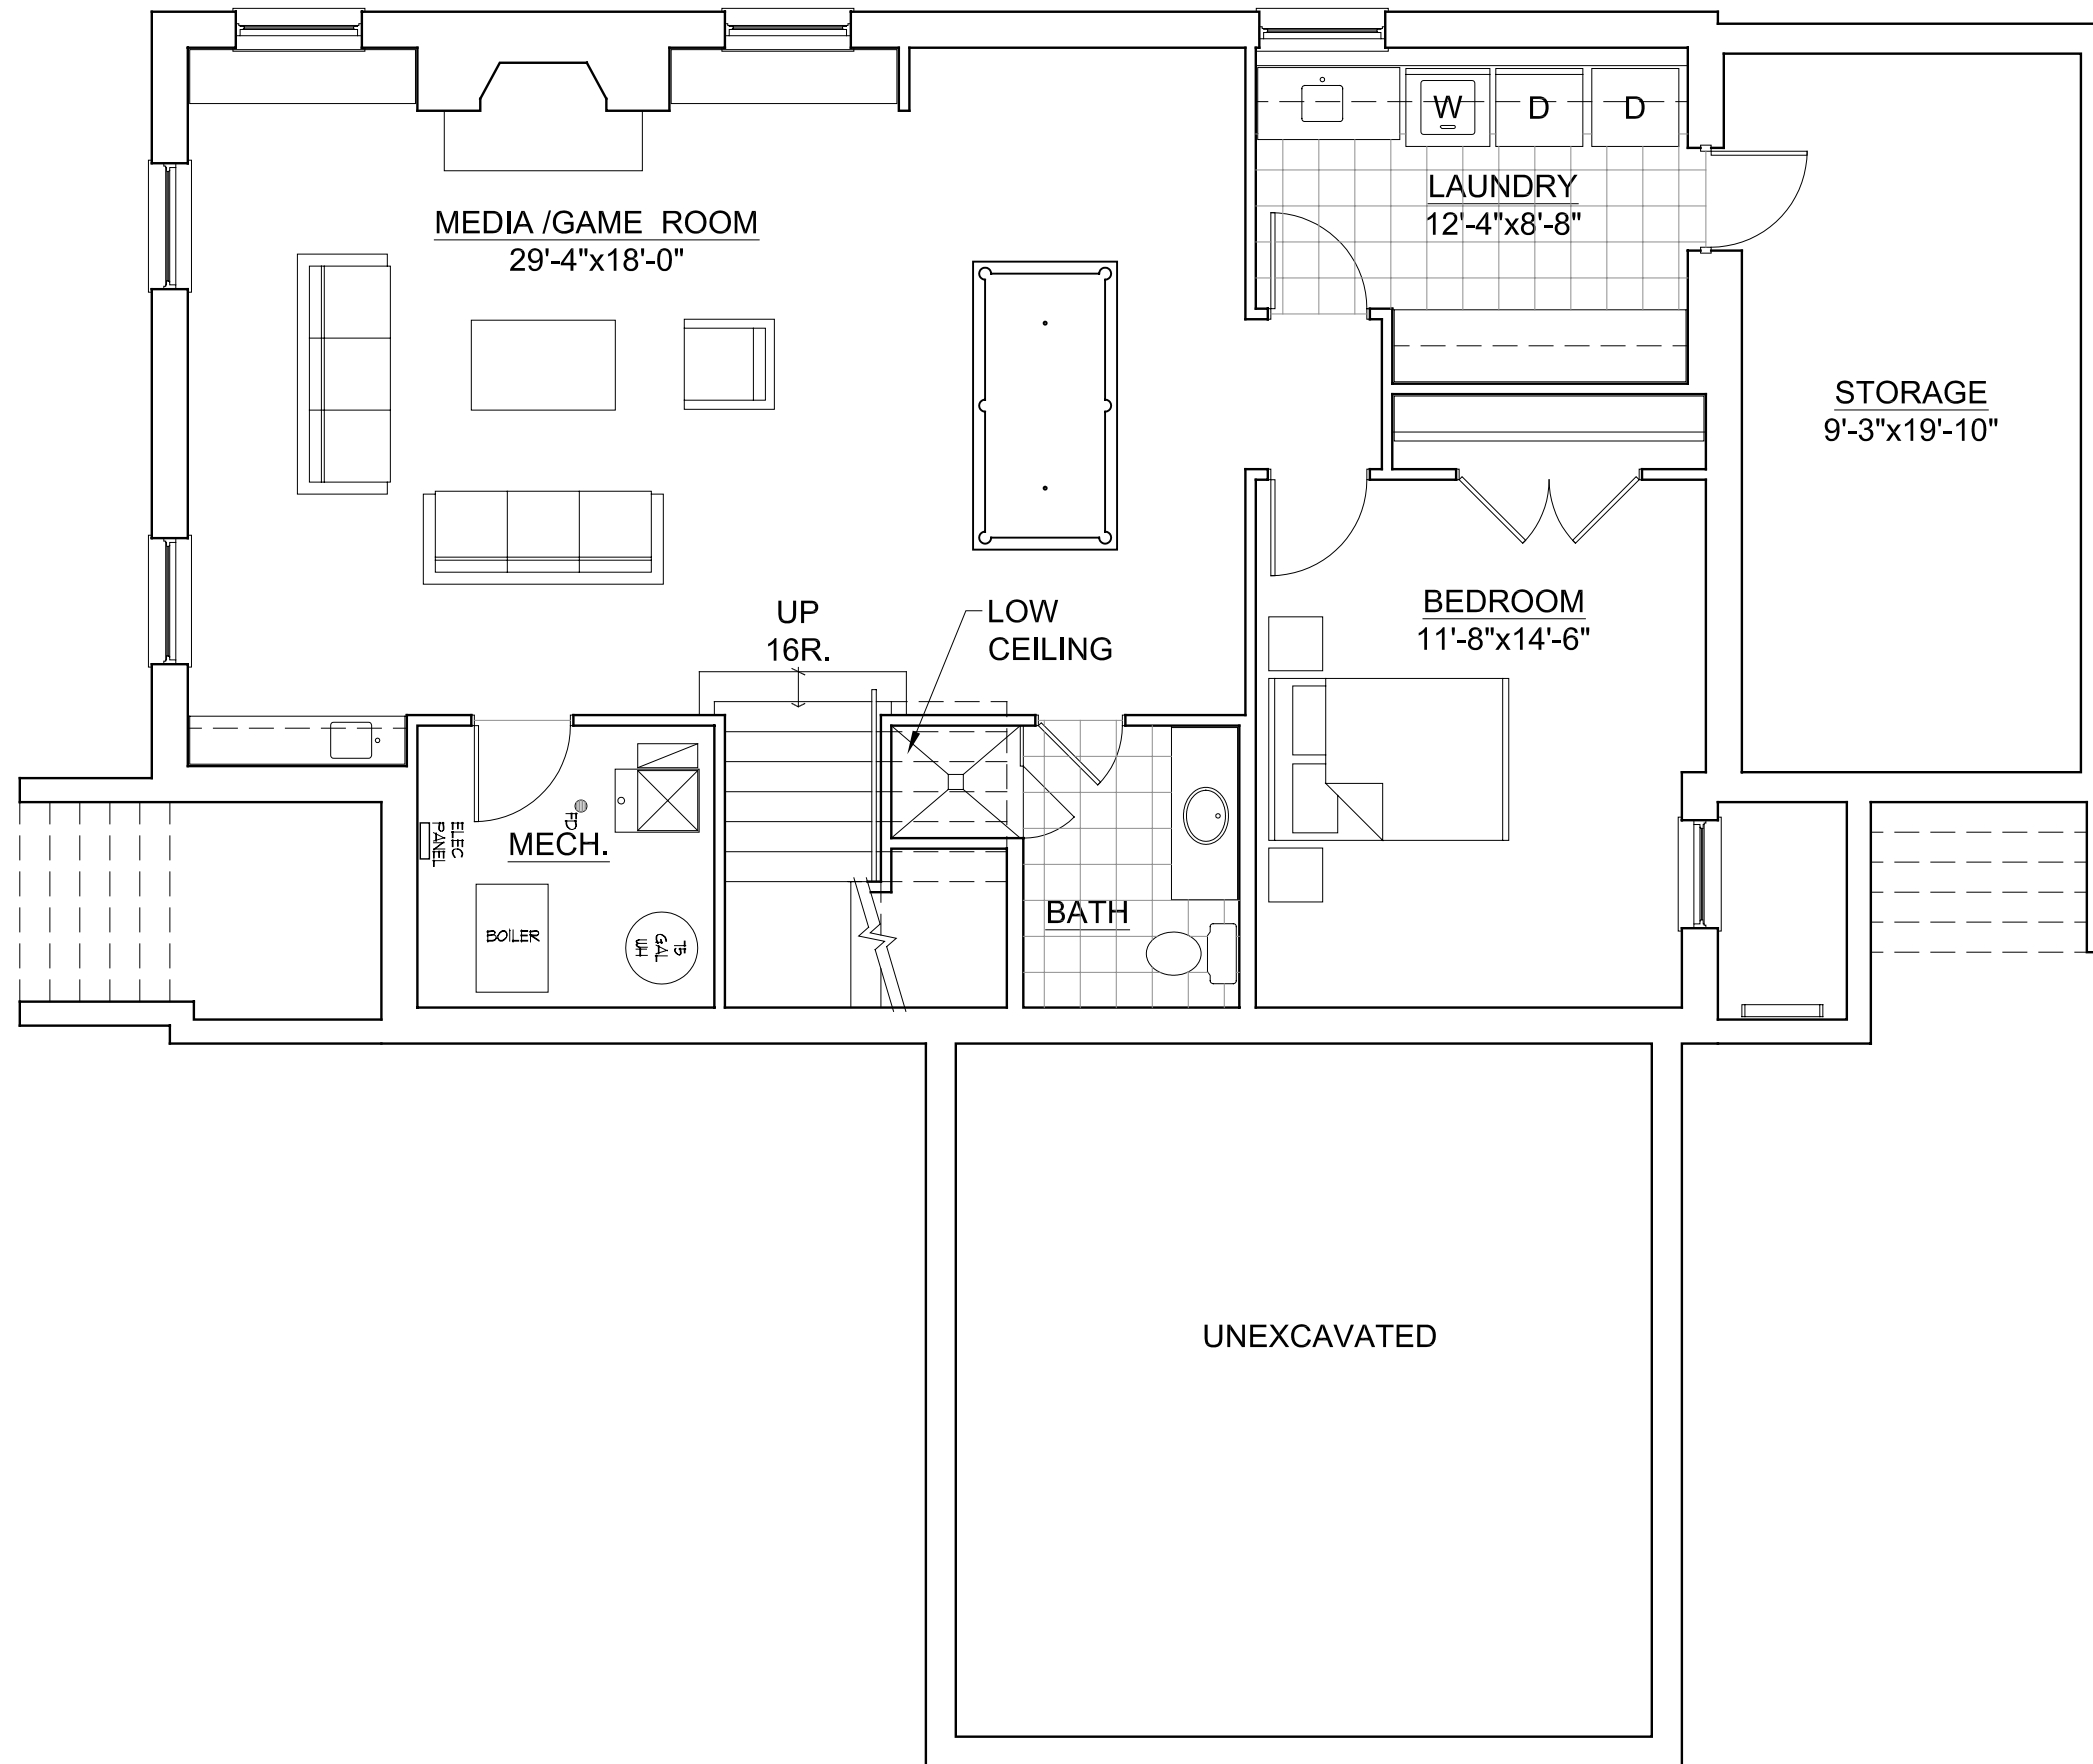 W
D
D
LAUNDRY
12'-4"x8'-8"
MEDIA /GAME ROOM
29'-4"x18'-0"
STORAGE
9'-3"x19'-10"
BEDROOM
11'-8"x14'-6"
UP
16R.
LOW
CEILING
ELEC
PANEL
FD
MECH.
BOILER
75
GAL
WH
BATH
UNEXCAVATED